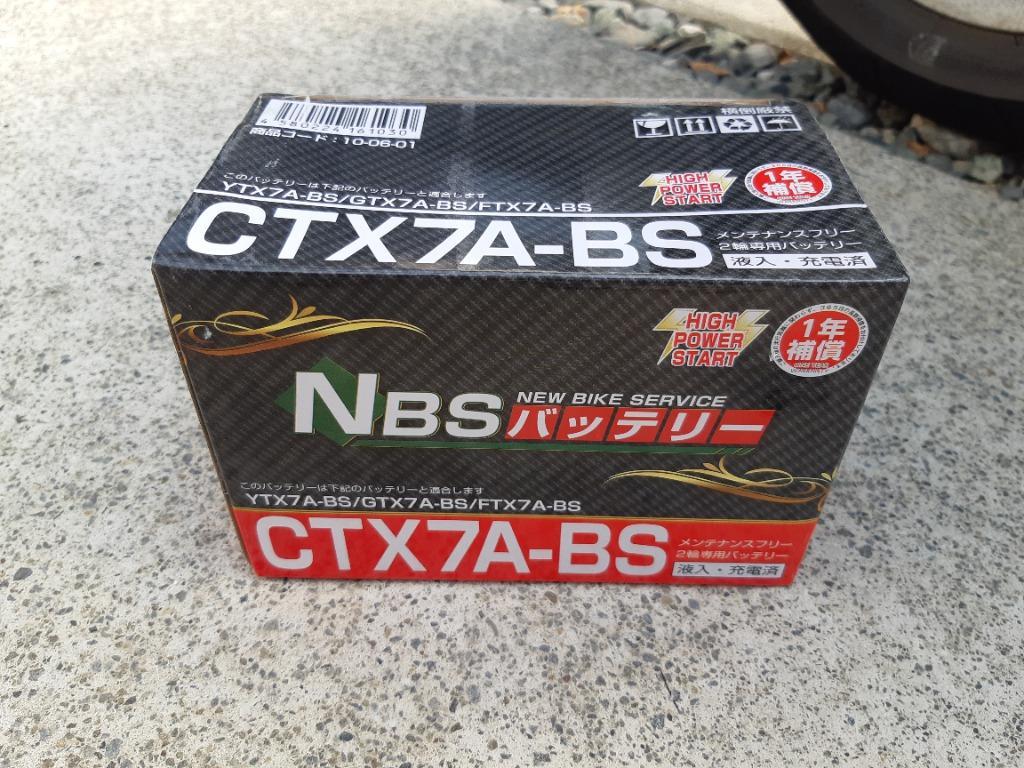 4580224161030
商品コード:10-06-01
横倒厳禁
このバッテリーは下記のバッテリーと適合します
YTX7A-BS/GTX7A-BS/FTX7A-BS
HIGH
POWER
START
1年
補償
CTX7A-BS
メンテナンスフリー
2輪専用バッテリー
液入・充電済
HIGH
POWER
START
1年
補償
NBS
NEW BIKE SERVICE
バッテリー
このバッテリーは下記のバッテリーと適合します
YTX7A-BS/GTX7A-BS/FTX7A-BS
CTX7A-BS
メンテナンスフリー
2輪専用バッテリー
液入・充電済